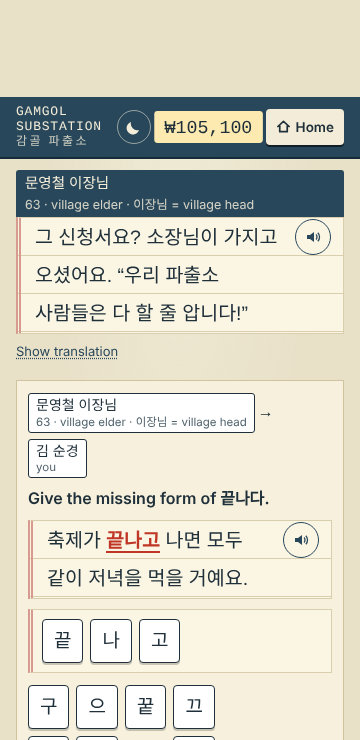 GAMGOL
SUBSTATION
감골 파출소
₩105,100
Home
문영철 이장님
63 · village elder · 이장님 = village head
그 신청서요? 소장님이 가지고
오셨어요. “우리 파출소
사람들은 다 할 줄 압니다!”
Show translation
문영철 이장님
63 · village elder · 이장님 = village head
→
김 순경
you
Give the missing form of 끝나다.
축제가 끝나고 나면 모두
같이 저녁을 먹을 거예요.
끝 나 고
구 으 끝 끄